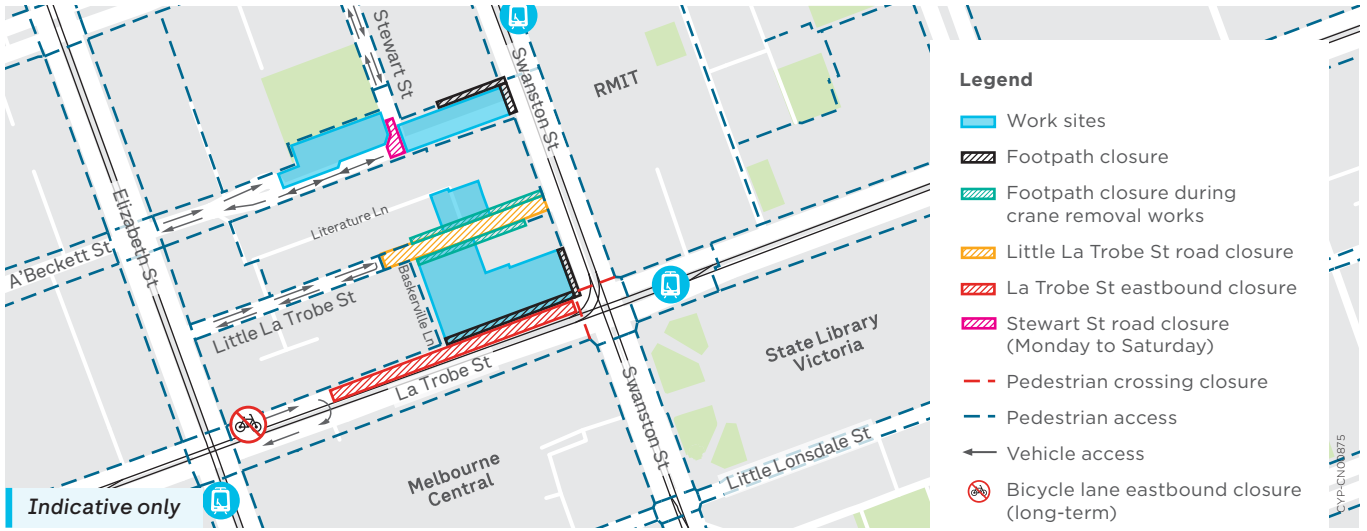 Stewart St
Swanston St
RMIT
Elizabeth St
Literature Ln
A'Beckett St
Baskerville Ln
Little La Trobe St
La Trobe St
State Library
Victoria
Swanston St
Melbourne
Central
Little Lonsdale St
Indicative only
Legend
Work sites
Footpath closure
Footpath closure during
crane removal works
Little La Trobe St road closure
La Trobe St eastbound closure
Stewart St road closure
(Monday to Saturday)
Pedestrian crossing closure
Pedestrian access
Vehicle access
Bicycle lane eastbound closure
(long-term)
CYP-CN00875